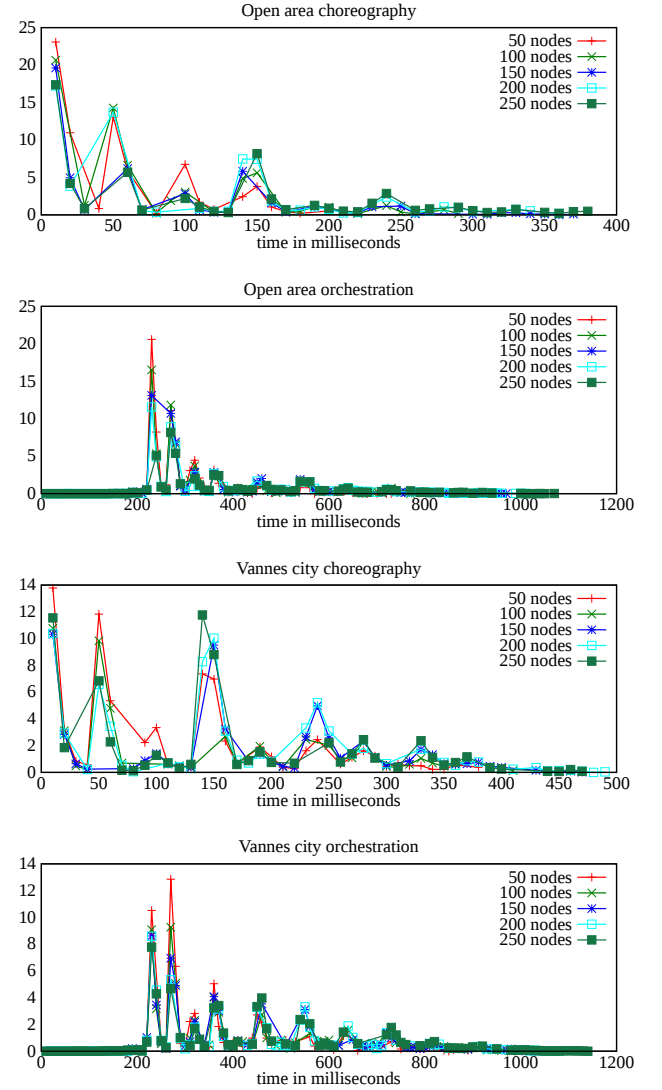 Open area choreography
25
20
15
10
5
0
50 nodes
100 nodes
150 nodes
200 nodes
250 nodes
0 50 100 150 200 250 300 350 400
time in milliseconds
Open area orchestration
25
20
15
10
5
0
50 nodes
100 nodes
150 nodes
200 nodes
250 nodes
0 200 400 600 800 1000 1200
time in milliseconds
Vannes city choreography
14
12
10
8
6
4
2
0
50 nodes
100 nodes
150 nodes
200 nodes
250 nodes
0 50 100 150 200 250 300 350 400 450 500
time in milliseconds
Vannes city orchestration
14
12
10
8
6
4
2
0
50 nodes
100 nodes
150 nodes
200 nodes
250 nodes
0 200 400 600 800 1000 1200
time in milliseconds